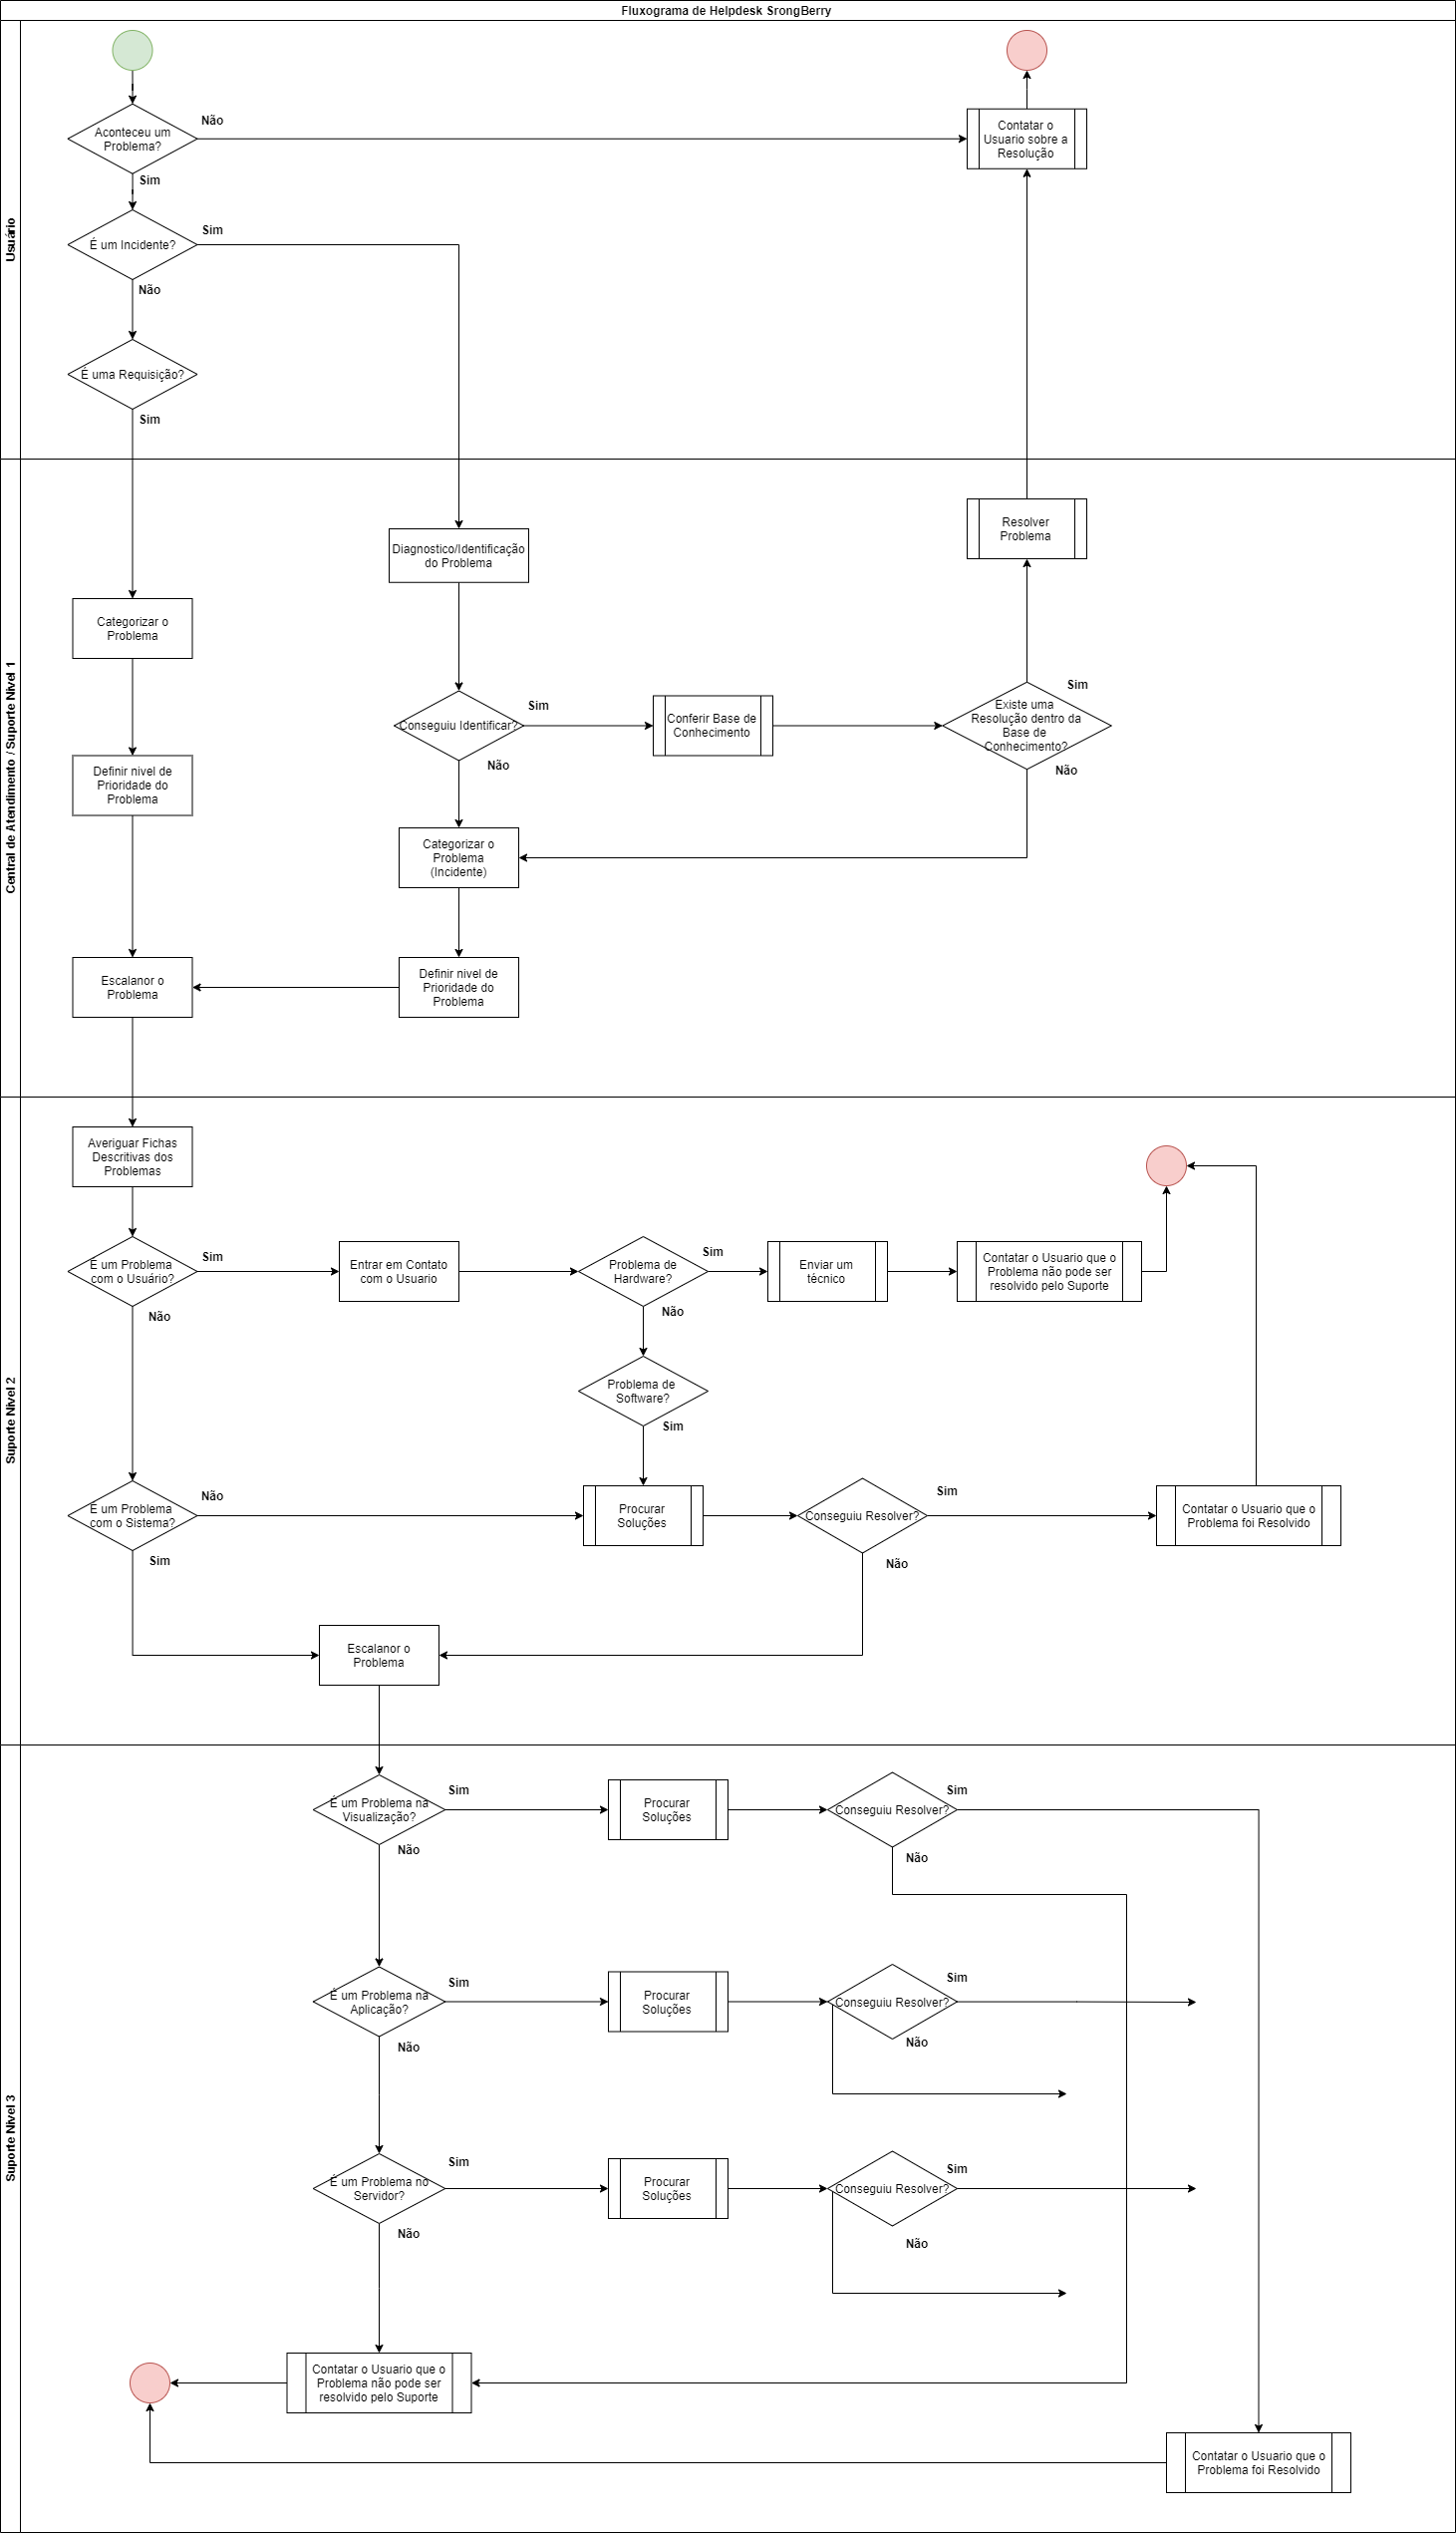 Fluxograma de Helpdesk SrongBerry
Usuário
Aconteceu um
Problema?
Não
Sim
Contatar o
Usuario sobre a
Resolução
É um Incidente?
Sim
Não
É uma Requisição?
Sim
Central de Atendimento / Suporte Nivel 1
Resolver
Problema
Diagnostico/Identificação
do Problema
Categorizar o
Problema
Conseguiu Identificar?
Sim
Não
Conferir Base de
Conhecimento
Existe uma
Resolução dentro da
Base de
Conhecimento?
Sim
Não
Definir nivel de
Prioridade do
Problema
Categorizar o
Problema
(Incidente)
Escalanor o
Problema
Definir nivel de
Prioridade do
Problema
Suporte Nivel 2
Averiguar Fichas
Descritivas dos
Problemas
É um Problema
com o Usuário?
Sim
Não
Entrar em Contato
com o Usuario
Problema de
Hardware?
Sim
Não
Enviar um
técnico
Contatar o Usuario que o
Problema não pode ser
resolvido pelo Suporte
Problema de
Software?
Sim
É um Problema
com o Sistema?
Não
Sim
Procurar
Soluções
Conseguiu Resolver?
Sim
Não
Contatar o Usuario que o
Problema foi Resolvido
Escalanor o
Problema
Suporte Nivel 3
É um Problema na
Visualização?
Sim
Não
Procurar
Soluções
Conseguiu Resolver?
Sim
Não
É um Problema na
Aplicação?
Sim
Não
Procurar
Soluções
Conseguiu Resolver?
Sim
Não
É um Problema no
Servidor?
Sim
Não
Procurar
Soluções
Conseguiu Resolver?
Sim
Não
Contatar o Usuario que o
Problema não pode ser
resolvido pelo Suporte
Contatar o Usuario que o
Problema foi Resolvido